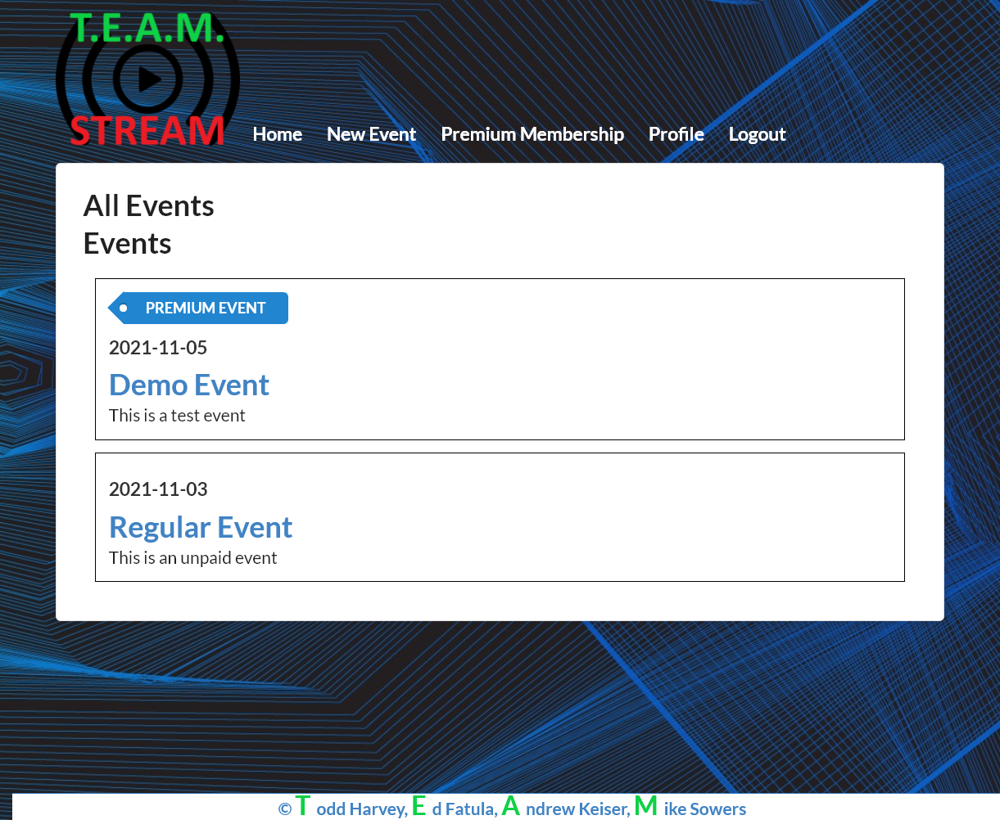 T.E.A.M.
STREAM
Home New Event Premium Membership Profile Logout
All Events
Events
PREMIUM EVENT
2021-11-05
Demo Event
This is a test event
2021-11-03
Regular Event
This is an unpaid event
© T odd Harvey, E d Fatula, A ndrew Keiser, M ike Sowers